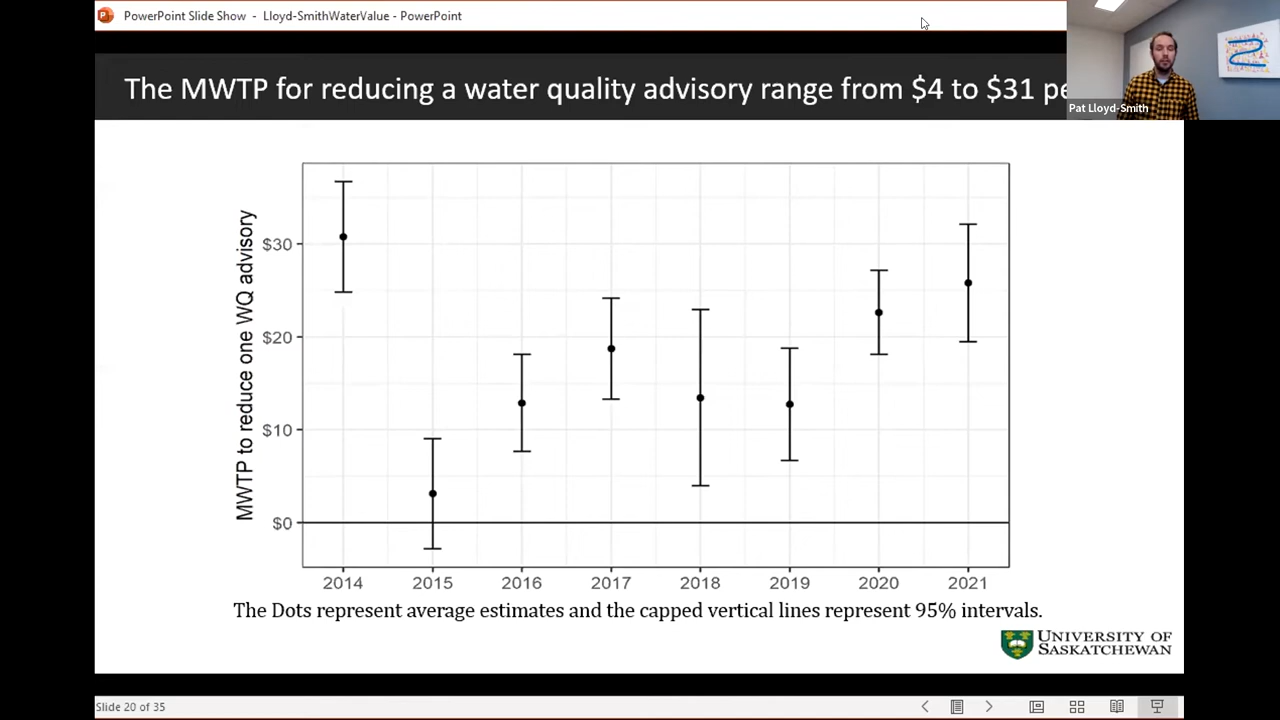 PowerPoint Slide Show - Lloyd-SmithWaterValue - PowerPoint
The MWTP for reducing a water quality advisory range from $4 to $31 pe
Pat Lloyd-Smith
MWTP to reduce one WQ advisory
$30
$20
$10
$0
2014 2015 2016 2017 2018 2019 2020 2021
The Dots represent average estimates and the capped vertical lines represent 95% intervals.
UNIVERSITY OF
SASKATCHEWAN
Slide 20 of 35